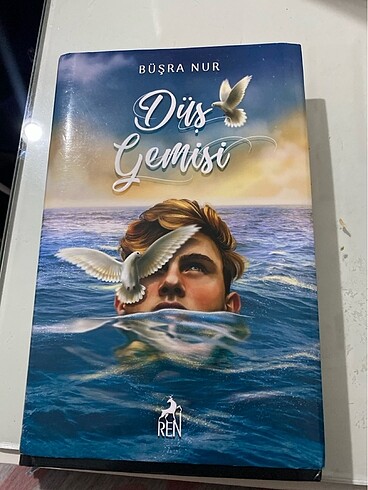 BÜŞRA NUR
Düş
Gemisi
REN